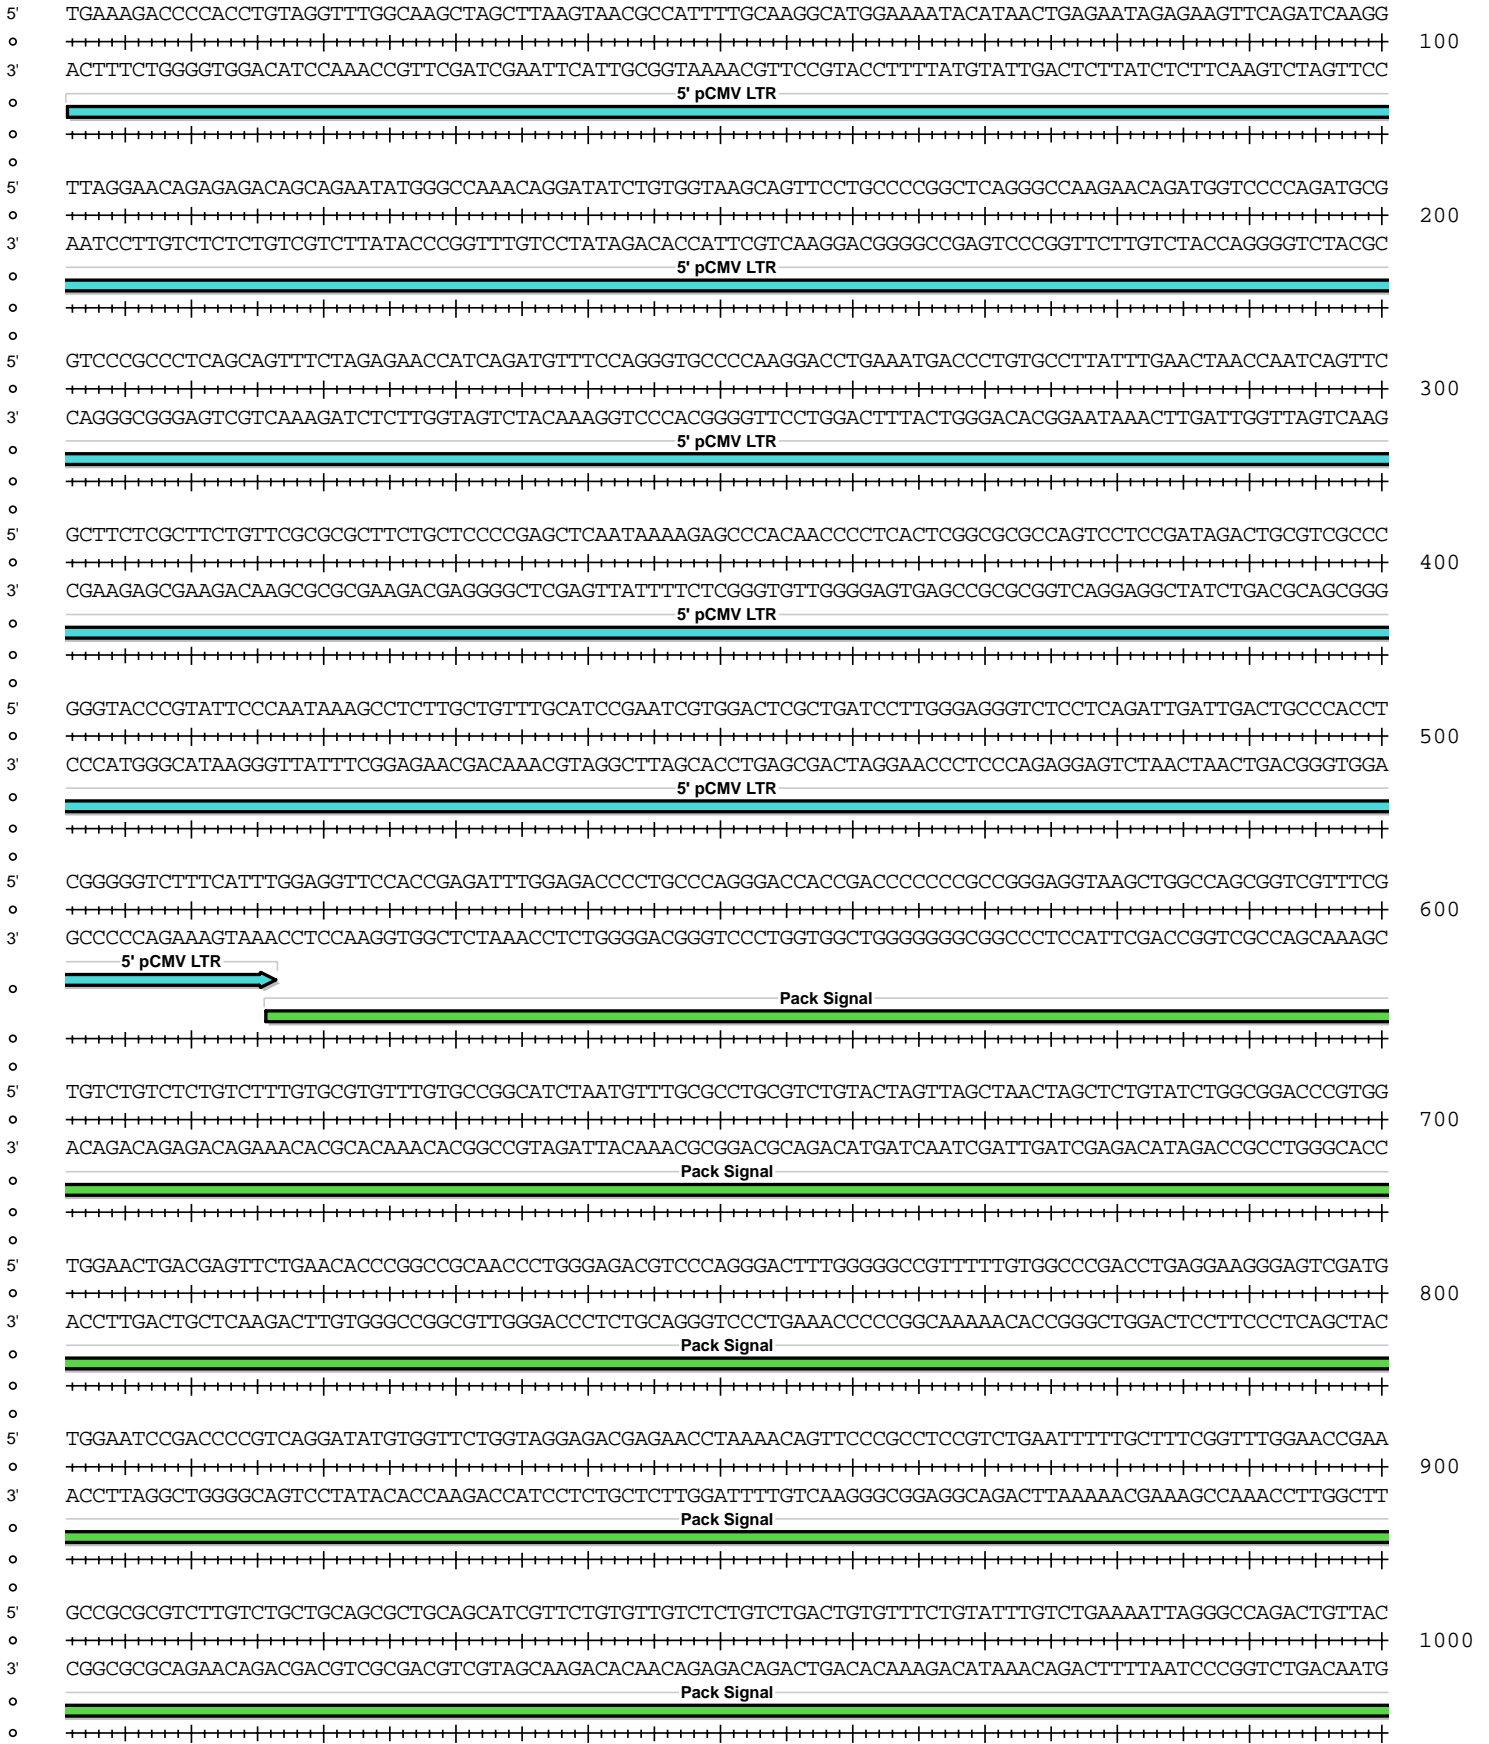 5' TGAAAGACCCCACCTGTAGGTTTGGCAAGCTAGCTTAAGTAACGCCATTTTGCAAGGCATGGAAAATACATAACTGAGAATAGAGAAGTTCAGATCAAGG
100
3' ACTTTCTGGGGTGGACATCCAAACCGTTCGATCGAATTCATTGCGGTAAAACGTTCCGTACCTTTTATGTATTGACTCTTATCTCTTCAAGTCTAGTTCC
5' pCMV LTR
5' TTAGGAACAGAGAGACAGCAGAATATGGGCCAAACAGGATATCTGTGGTAAGCAGTTCCTGCCCCGGCTCAGGGCCAAGAACAGATGGTCCCCAGATGCG
200
3' AATCCTTGTCTCTCTGTCGTCTTATACCCGGTTTGTCCTATAGACACCATTCGTCAAGGACGGGGCCGAGTCCCGGTTCTTGTCTACCAGGGGTCTACGC
5' pCMV LTR
5' GTCCCGCCCTCAGCAGTTTCTAGAGAACCATCAGATGTTTCCAGGGTGCCCCAAGGACCTGAAATGACCCTGTGCCTTATTTGAACTAACCAATCAGTTC
300
3' CAGGGCGGGAGTCGTCAAAGATCTCTTGGTAGTCTACAAAGGTCCCACGGGGTTCCTGGACTTTACTGGGACACGGAATAAACTTGATTGGTTAGTCAAG
5' pCMV LTR
5' GCTTCTCGCTTCTGTTCGCGCGCTTCTGCTCCCCGAGCTCAATAAAAGAGCCCACAACCCCTCACTCGGCGCGCCAGTCCTCCGATAGACTGCGTCGCCC
400
3' CGAAGAGCGAAGACAAGCGCGCGAAGACGAGGGGCTCGAGTTATTTTCTCGGGTGTTGGGGAGTGAGCCGCGCGGTCAGGAGGCTATCTGACGCAGCGGG
5' pCMV LTR
5' GGGTACCCGTATTCCCAATAAAGCCTCTTGCTGTTTGCATCCGAATCGTGGACTCGCTGATCCTTGGGAGGGTCTCCTCAGATTGATTGACTGCCCACCT
500
3' CCCATGGGCATAAGGGTTATTTCGGAGAACGACAAACGTAGGCTTAGCACCTGAGCGACTAGGAACCCTCCCAGAGGAGTCTAACTAACTGACGGGTGGA
5' pCMV LTR
5' CGGGGGTCTTTCATTTGGAGGTTCCACCGAGATTTGGAGACCCCTGCCCAGGGACCACCGACCCCCCCGCCGGGAGGTAAGCTGGCCAGCGGTCGTTTCG
600
3' GCCCCCAGAAAGTAAACCTCCAAGGTGGCTCTAAACCTCTGGGGACGGGTCCCTGGTGGCTGGGGGGGCGGCCCTCCATTCGACCGGTCGCCAGCAAAGC
5' pCMV LTR
Pack Signal
5' TGTCTGTCTCTGTCTTTGTGCGTGTTTGTGCCGGCATCTAATGTTTGCGCCTGCGTCTGTACTAGTTAGCTAACTAGCTCTGTATCTGGCGGACCCGTGG
700
3' ACAGACAGAGACAGAAACACGCACAAACACGGCCGTAGATTACAAACGCGGACGCAGACATGATCAATCGATTGATCGAGACATAGACCGCCTGGGCACC
Pack Signal
5' TGGAACTGACGAGTTCTGAACACCCGGCCGCAACCCTGGGAGACGTCCCAGGGACTTTGGGGGCCGTTTTTGTGGCCCGACCTGAGGAAGGGAGTCGATG
800
3' ACCTTGACTGCTCAAGACTTGTGGGCCGGCGTTGGGACCCTCTGCAGGGTCCCTGAAACCCCCGGCAAAAACACCGGGCTGGACTCCTTCCCTCAGCTAC
Pack Signal
5' TGGAATCCGACCCCGTCAGGATATGTGGTTCTGGTAGGAGACGAGAACCTAAAACAGTTCCCGCCTCCGTCTGAATTTTTGCTTTCGGTTTGGAACCGAA
900
3' ACCTTAGGCTGGGGCAGTCCTATACACCAAGACCATCCTCTGCTCTTGGATTTTGTCAAGGGCGGAGGCAGACTTAAAAACGAAAGCCAAACCTTGGCTT
Pack Signal
5' GCCGCGCGTCTTGTCTGCTGCAGCGCTGCAGCATCGTTCTGTGTTGTCTCTGTCTGACTGTGTTTCTGTATTTGTCTGAAAATTAGGGCCAGACTGTTAC
1000
3' CGGCGCGCAGAACAGACGACGTCGCGACGTCGTAGCAAGACACAACAGAGACAGACTGACACAAAGACATAAACAGACTTTTAATCCCGGTCTGACAATG
Pack Signal